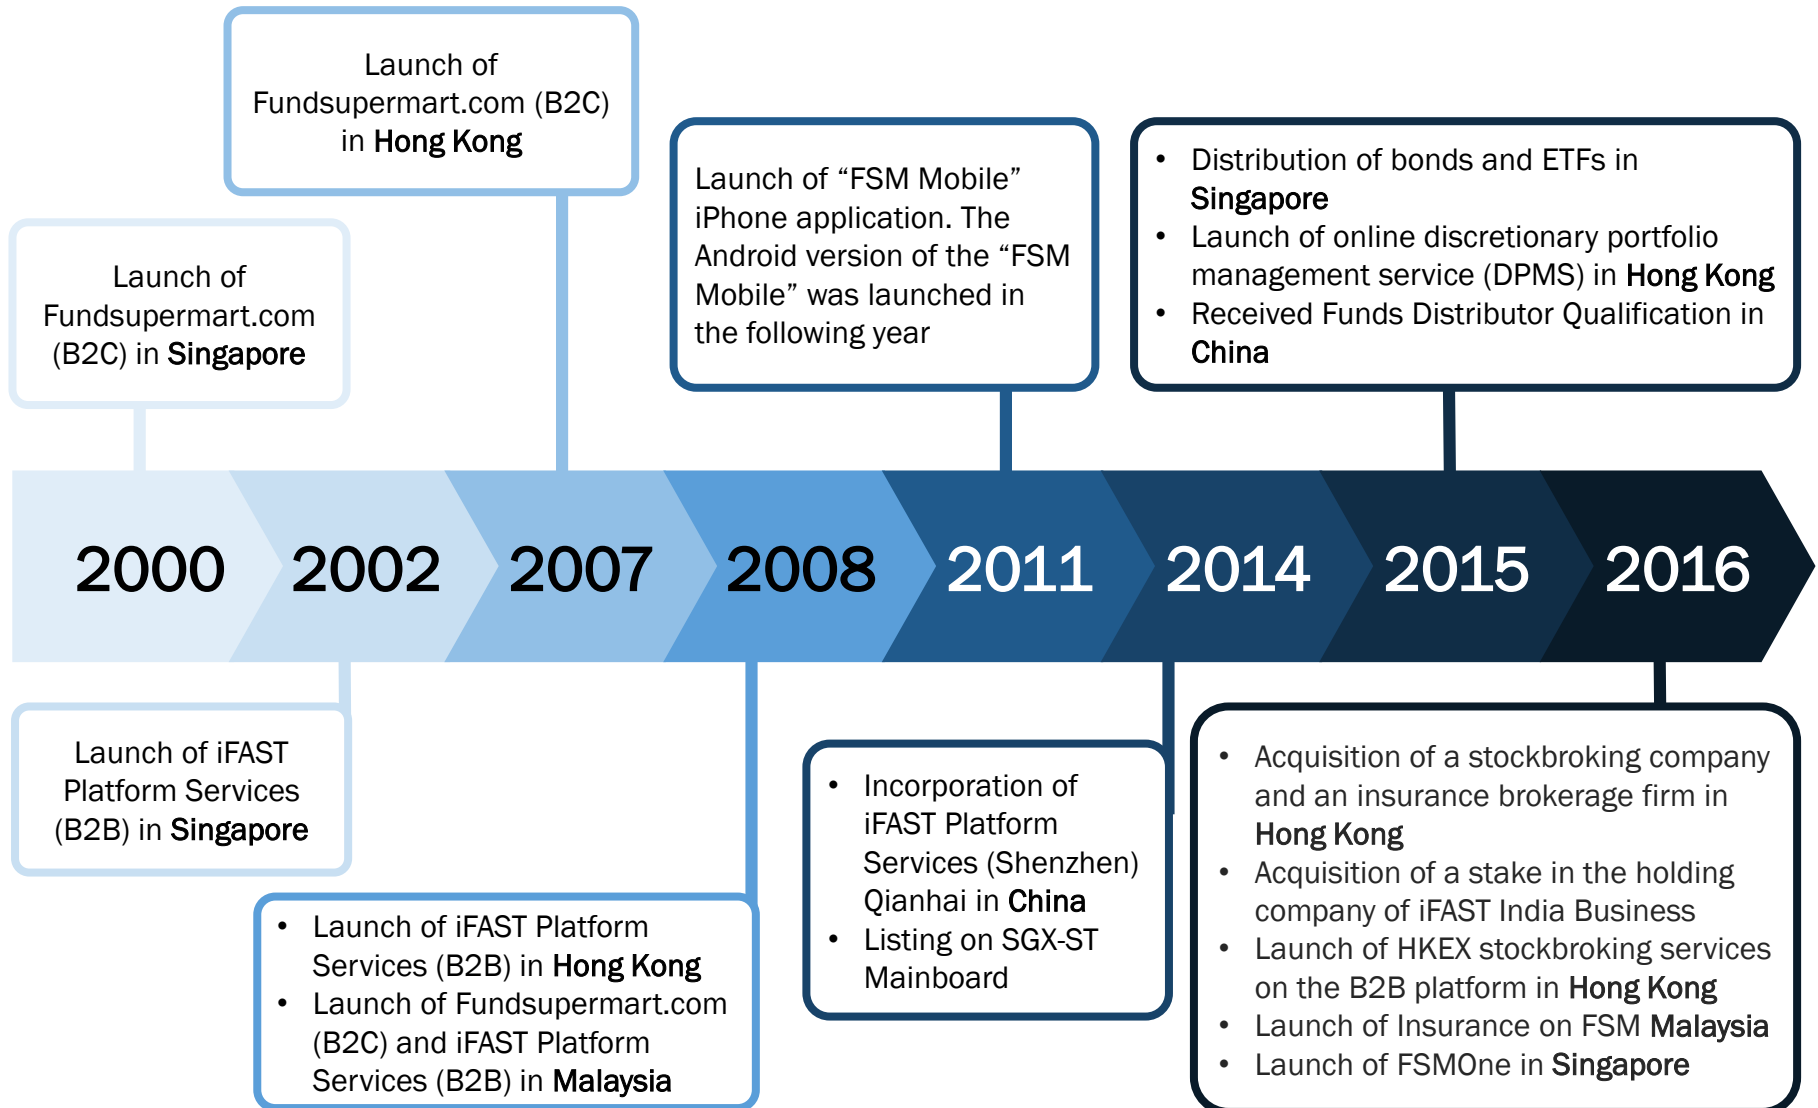 Launch of
Fundsupermart.com (B2C)
in Hong Kong
Launch of
Fundsupermart.com
(B2C) in Singapore
Launch of “FSM Mobile”
iPhone application. The
Android version of the “FSM
Mobile” was launched in
the following year
• Distribution of bonds and ETFs in
Singapore
• Launch of online discretionary portfolio
management service (DPMS) in Hong Kong
• Received Funds Distributor Qualification in
China
2000 2002 2007 2008 2011 2014 2015 2016
Launch of iFAST
Platform Services
(B2B) in Singapore
• Launch of iFAST Platform
Services (B2B) in Hong Kong
• Launch of Fundsupermart.com
(B2C) and iFAST Platform
Services (B2B) in Malaysia
• Incorporation of
iFAST Platform
Services (Shenzhen)
Qianhai in China
• Listing on SGX-ST
Mainboard
• Acquisition of a stockbroking company
and an insurance brokerage firm in
Hong Kong
• Acquisition of a stake in the holding
company of iFAST India Business
• Launch of HKEX stockbroking services
on the B2B platform in Hong Kong
• Launch of Insurance on FSM Malaysia
• Launch of FSMOne in Singapore